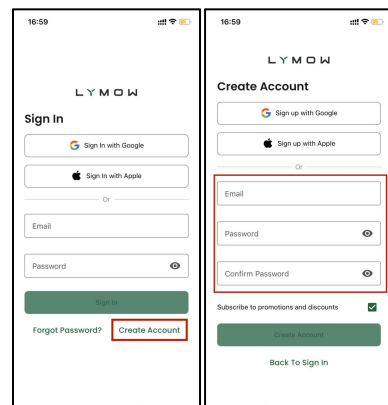 16:59
LYMOW
Sign In
Sign In with Google
Sign In with Apple
Or
Email
Password
Sign In
Forgot Password? Create Account
16:59
LYMOW
Create Account
Sign up with Google
Sign up with Apple
Or
Email
Password
Confirm Password
Subscribe to promotions and discounts
Create Account
Back To Sign In